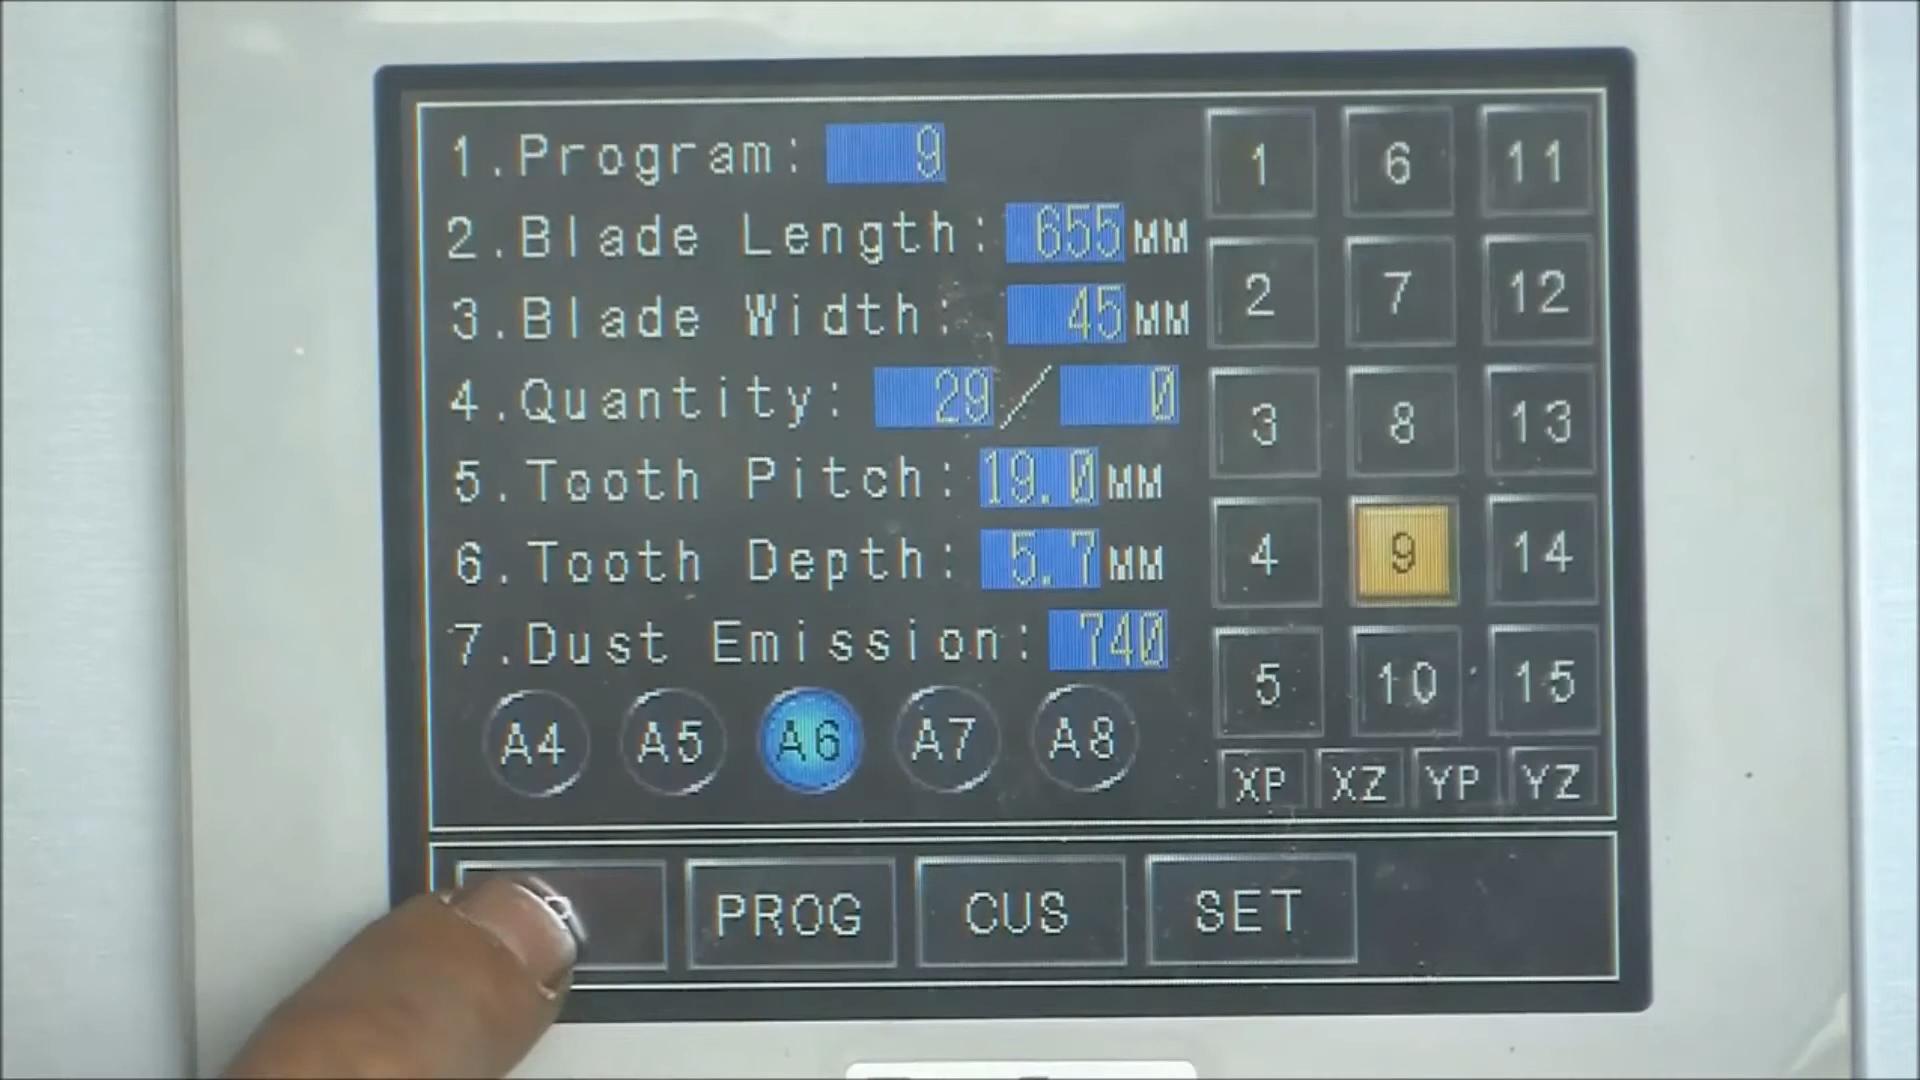 1.Program: 9
2.Blade Length: 655MM
3.Blade Width: 45MM
4.Quantity: 29/0
5.Tooth Pitch: 19.0MM
6.Tooth Depth: 5.7MM
7.Dust Emission: 740
A4 A5 A6 A7 A8
1 6 11
2 7 12
3 8 13
4 9 14
5 10 15
XP XZ YP YZ
PROG CUS SET